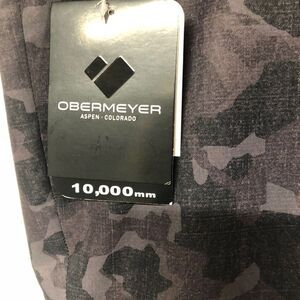 OBERMEYER
ASPEN · COLORADO
10,000mm